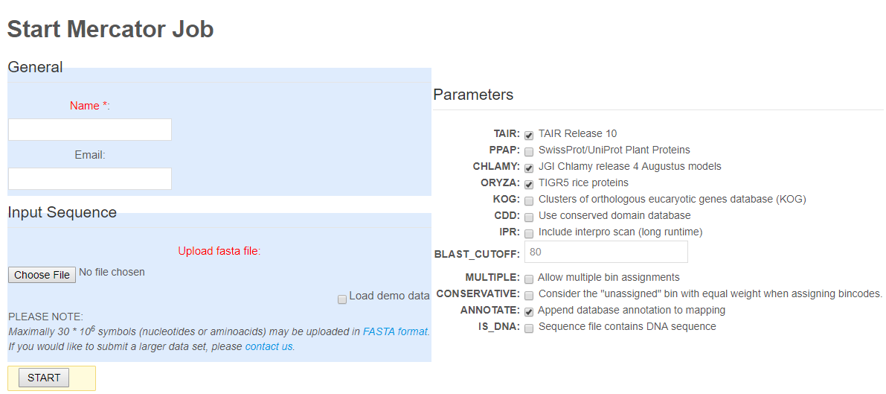 Start Mercator Job
General
Name *:
Email:
Input Sequence
Upload fasta file:
Choose File No file chosen
Load demo data
PLEASE NOTE:
Maximally 30 * 10⁶ symbols (nucleotides or aminoacids) may be uploaded in FASTA format.
If you would like to submit a larger data set, please contact us.
START
Parameters
TAIR: TAIR Release 10
PPAP: SwissProt/UniProt Plant Proteins
CHLAMY: JGI Chlamy release 4 Augustus models
ORYZA: TIGR5 rice proteins
KOG: Clusters of orthologous eucaryotic genes database (KOG)
CDD: Use conserved domain database
IPR: Include interpro scan (long runtime)
BLAST_CUTOFF: 80
MULTIPLE: Allow multiple bin assignments
CONSERVATIVE: Consider the "unassigned" bin with equal weight when assigning bincodes.
ANNOTATE: Append database annotation to mapping
IS_DNA: Sequence file contains DNA sequence